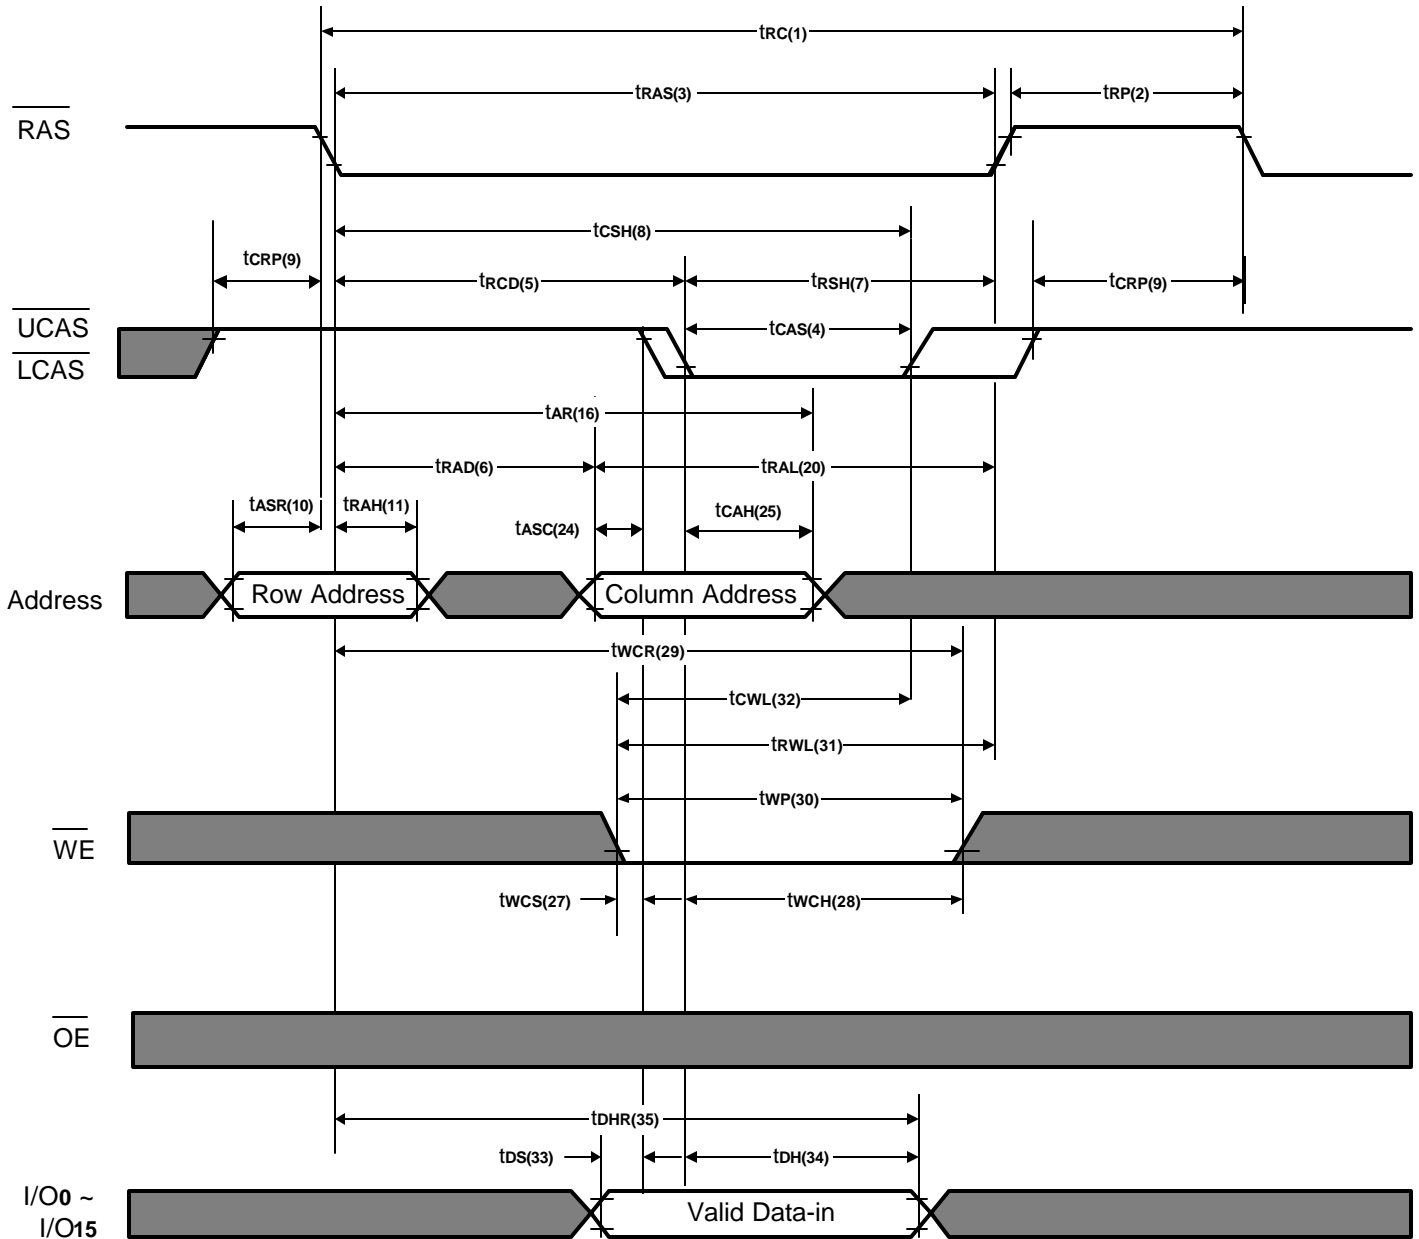 tRC(1)
tRAS(3)
tRP(2)
RAS
tCSH(8)
tCRP(9)
tRCD(5)
tRSH(7)
tCRP(9)
UCAS
tCAS(4)
LCAS
tAR(16)
tRAD(6)
tRAL(20)
tASR(10)
tRAH(11)
tASC(24)
tCAH(25)
Address
Row Address
Column Address
tWCR(29)
tCWL(32)
tRWL(31)
tWP(30)
WE
tWCS(27)
tWCH(28)
OE
tDHR(35)
tDS(33)
tDH(34)
I/O0 ~
I/O15
Valid Data-in